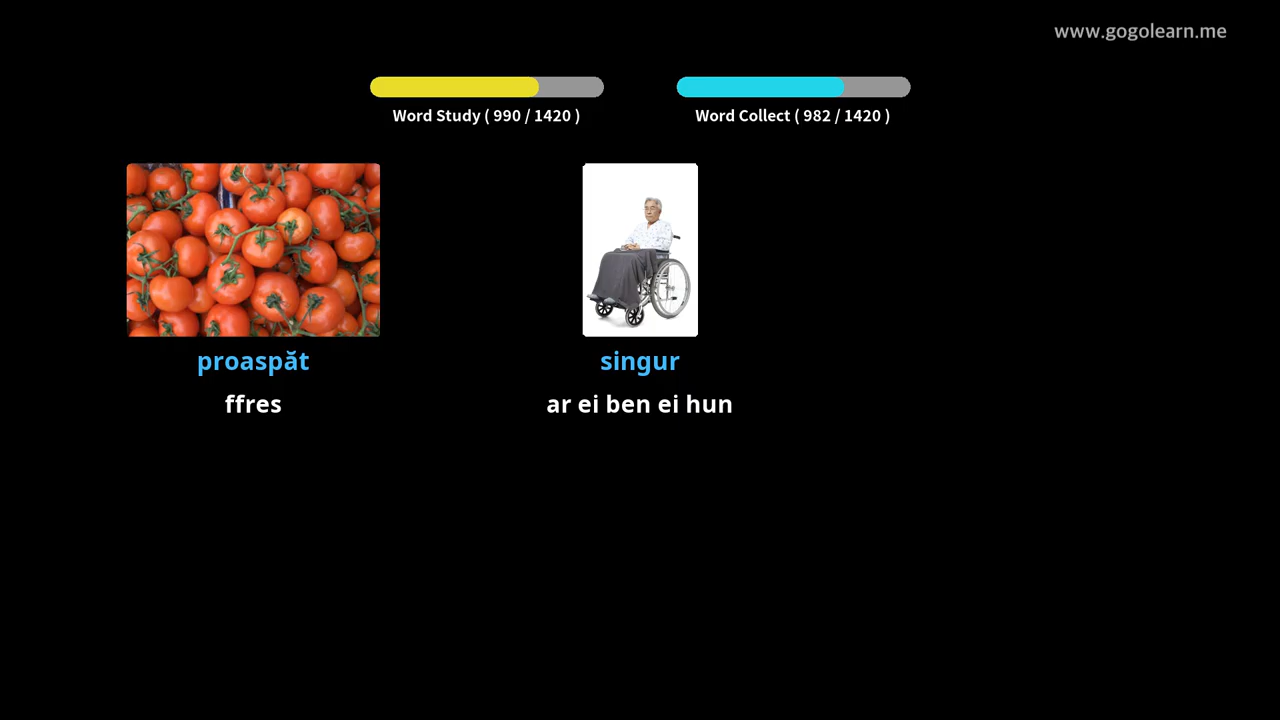 www.gogolearn.me
Word Study ( 990 / 1420 )
Word Collect ( 982 / 1420 )
proaspăt
singur
ffres
ar ei ben ei hun